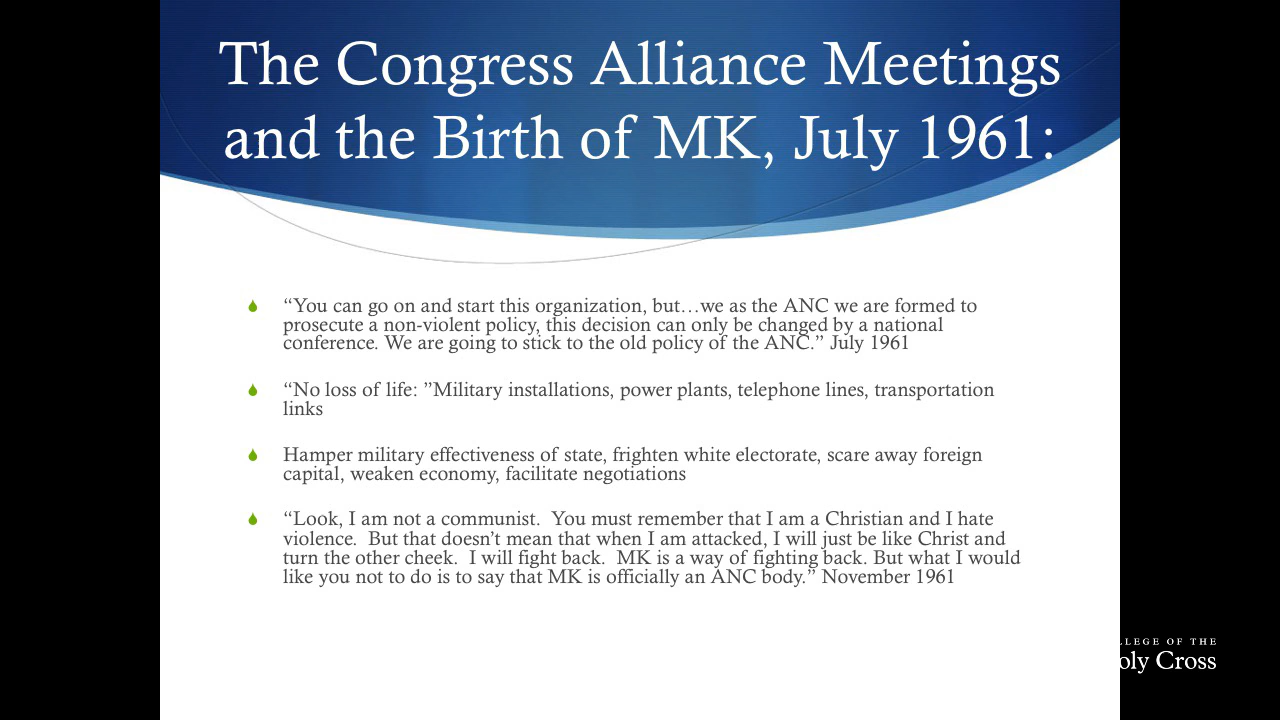 The Congress Alliance Meetings
and the Birth of MK, July 1961:
“You can go on and start this organization, but…we as the ANC we are formed to
prosecute a non-violent policy, this decision can only be changed by a national
conference. We are going to stick to the old policy of the ANC.” July 1961
“No loss of life: ”Military installations, power plants, telephone lines, transportation
links
Hamper military effectiveness of state, frighten white electorate, scare away foreign
capital, weaken economy, facilitate negotiations
“Look, I am not a communist.  You must remember that I am a Christian and I hate
violence.  But that doesn’t mean that when I am attacked, I will just be like Christ and
turn the other cheek.  I will fight back.  MK is a way of fighting back. But what I would
like you not to do is to say that MK is officially an ANC body.” November 1961
LLEGE OF THE
oly Cross